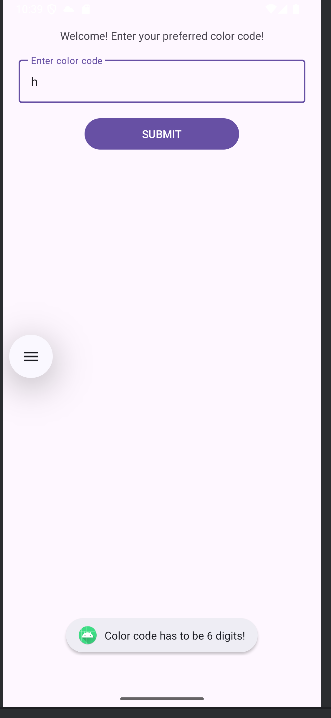 Welcome! Enter your preferred color code!
Enter color code
h
SUBMIT
Color code has to be 6 digits!